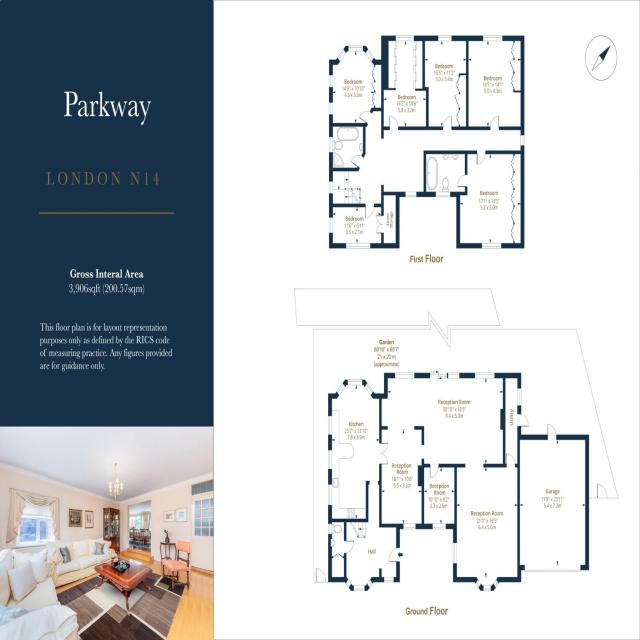 Parkway
LONDON N14
Gross Interal Area
3,906sqft (200.57sqm)
This floor plan is for layout representation
purposes only as defined by the RICS code
of measuring practice. Any figures provided
are for guidance only.
Bedroom
14'9" x 10'10"
4.5 x 3.3m
Bedroom
19'0" x 10'6"
5.8 x 3.2m
Bedroom
16'5" x 11'2"
5.0 x 3.4m
Bedroom
16'5" x 14'1"
5.0 x 4.3m
Bedroom
17'1" x 16'5"
5.2 x 5.0m
Bedroom
11'6" x 6'11"
3.5 x 2.1m
First Floor
Garden
68'10" x 65'7"
21 x 20 m
(approximate)
Kitchen
25'7" x 12'10"
7.8 x 3.9m
Reception Room
30'10" x 16'5"
9.4 x 5.0m
Utility
Reception
Room
18'1" x 10'6"
5.5 x 3.2m
Reception
Room
10'10" x 8'2"
3.3 x 2.5m
Reception Room
21'0" x 16'5"
6.4 x 5.0m
Garage
17'9" x 23'11"
5.4 x 7.3m
Hall
Ground Floor